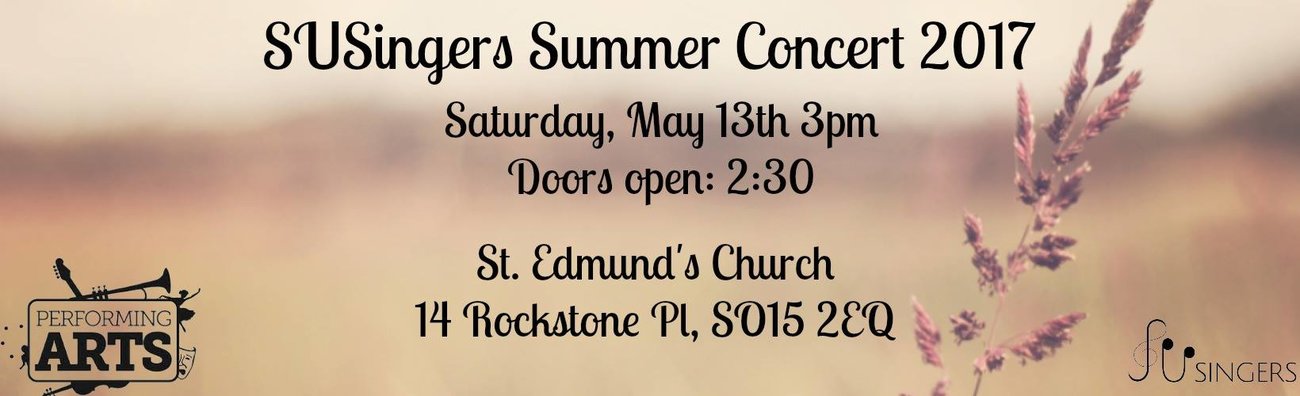 SUSingers Summer Concert 2017
Saturday, May 13th 3pm
Doors open: 2:30
St. Edmund's Church
14 Rockstone Pl, SO15 2EQ
PERFORMING
ARTS
SU SINGERS